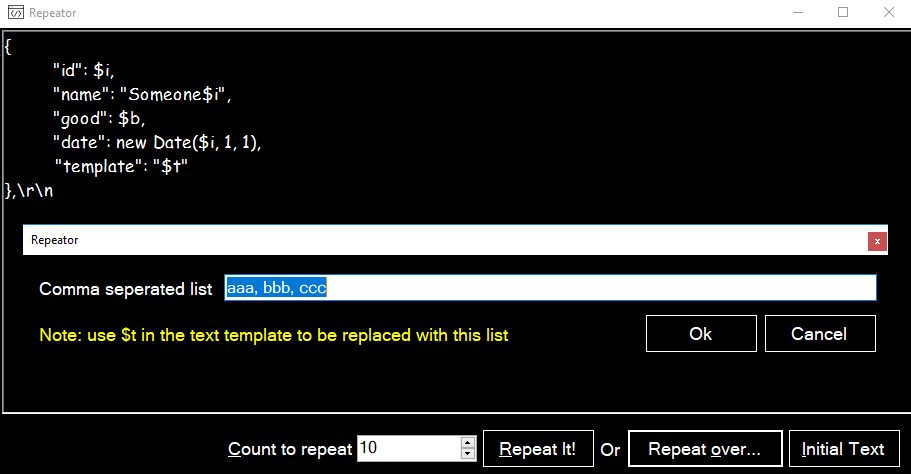 Repeator
{
"id": $i,
"name": "Someone$i",
"good": $b,
"date": new Date($i, 1, 1),
"template": "$t"
},\r\n
Repeator
x
Comma seperated list aaa, bbb, ccc
Note: use $t in the text template to be replaced with this list Ok Cancel
Count to repeat 10 Repeat It! Or Repeat over... Initial Text